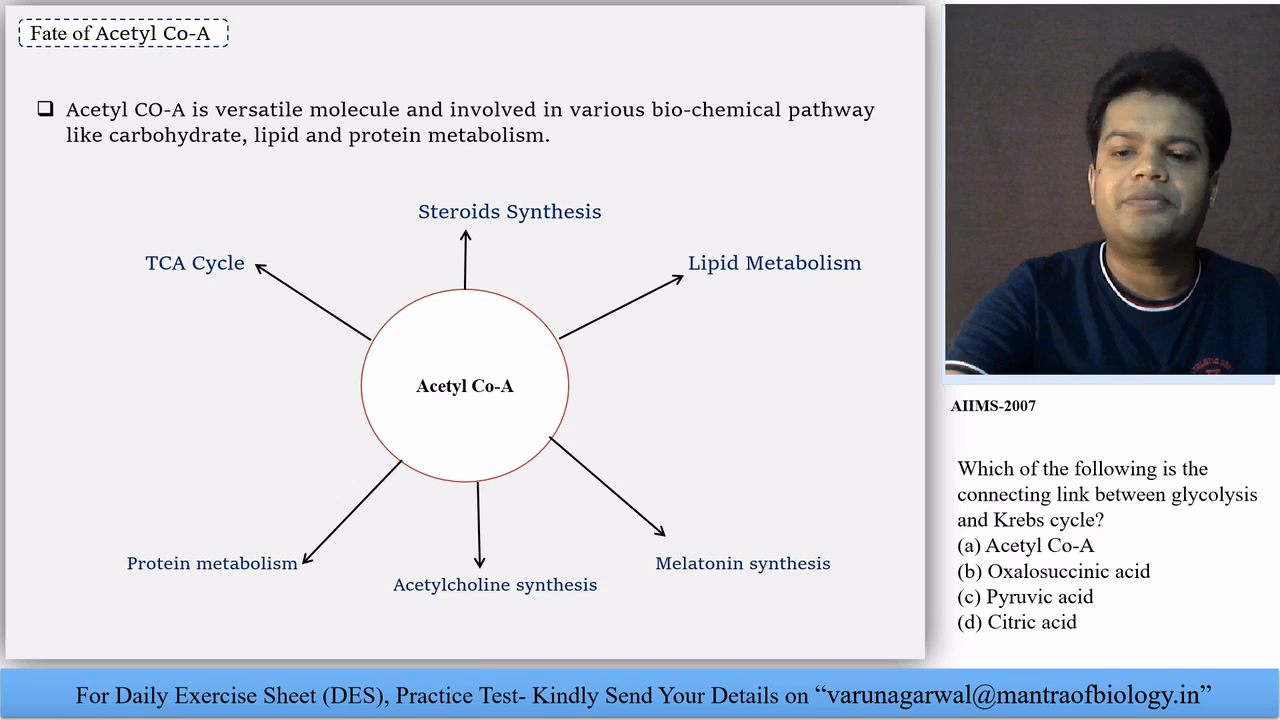 Fate of Acetyl Co-A
Acetyl CO-A is versatile molecule and involved in various bio-chemical pathway
like carbohydrate, lipid and protein metabolism.
Steroids Synthesis
TCA Cycle
Lipid Metabolism
Acetyl Co-A
Protein metabolism
Acetylcholine synthesis
Melatonin synthesis
AIIMS-2007
Which of the following is the
connecting link between glycolysis
and Krebs cycle?
(a) Acetyl Co-A
(b) Oxalosuccinic acid
(c) Pyruvic acid
(d) Citric acid
For Daily Exercise Sheet (DES), Practice Test- Kindly Send Your Details on “varunagarwal@mantraofbiology.in”